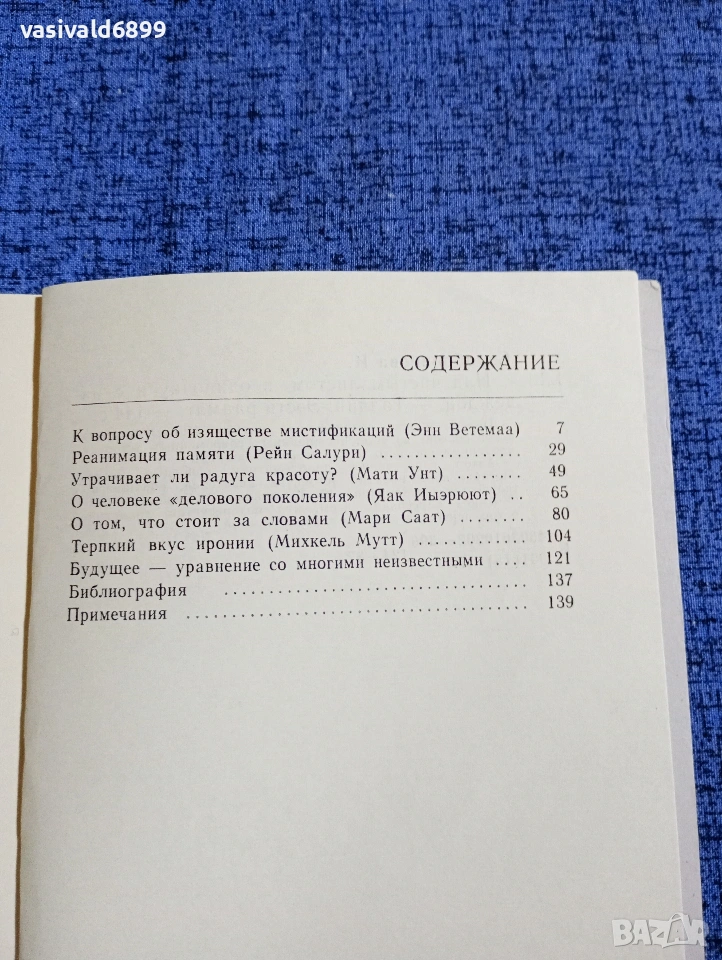 vasivald6899
СОДЕРЖАНИЕ
К вопросу об изяществе мистификаций (Энн Ветемаа) 7
Реанимация памяти (Рейн Салури) .................. 29
Утрачивает ли радуга красоту? (Мати Унт) .......... 49
О человеке «делового поколения» (Яак Йыэрюют) .. 65
О том, что стоит за словами (Мари Саат) .......... 80
Терпкий вкус иронии (Михкель Мутт) .............. 104
Будущее — уравнение со многими неизвестными .... 121
Библиография .................................. 137
Примечания ..................................... 139
BAZAR